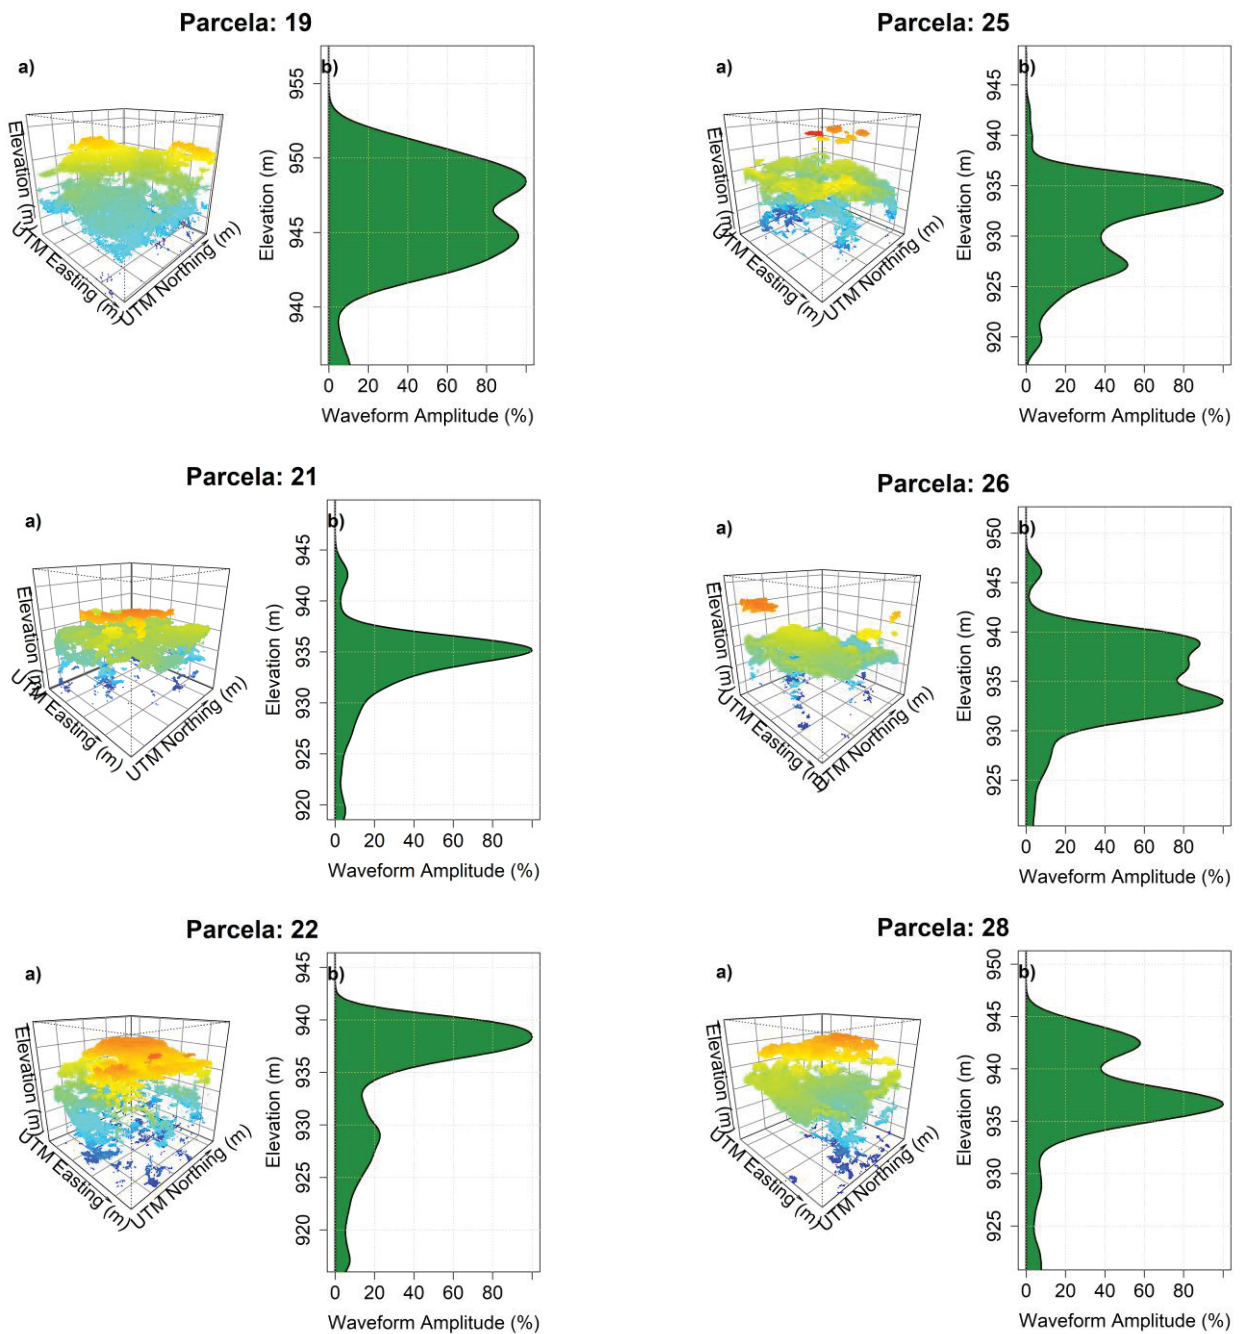 Parcela: 19
a)
b)
Elevation (m)
UTM Easting (m)
UTM Northing (m)
Elevation (m)
955
950
945
940
0 20 40 60 80
Waveform Amplitude (%)
Parcela: 25
a)
b)
Elevation (m)
UTM Easting (m)
UTM Northing (m)
Elevation (m)
945
940
935
930
925
920
0 20 40 60 80
Waveform Amplitude (%)
Parcela: 21
a)
b)
Elevation (m)
UTM Easting (m)
UTM Northing (m)
Elevation (m)
945
940
935
930
925
920
0 20 40 60 80
Waveform Amplitude (%)
Parcela: 26
a)
b)
Elevation (m)
UTM Easting (m)
UTM Northing (m)
Elevation (m)
950
945
940
935
930
925
0 20 40 60 80
Waveform Amplitude (%)
Parcela: 22
a)
b)
Elevation (m)
UTM Easting (m)
UTM Northing (m)
Elevation (m)
945
940
935
930
925
920
0 20 40 60 80
Waveform Amplitude (%)
Parcela: 28
a)
b)
Elevation (m)
UTM Easting (m)
UTM Northing (m)
Elevation (m)
950
945
940
935
930
925
0 20 40 60 80
Waveform Amplitude (%)